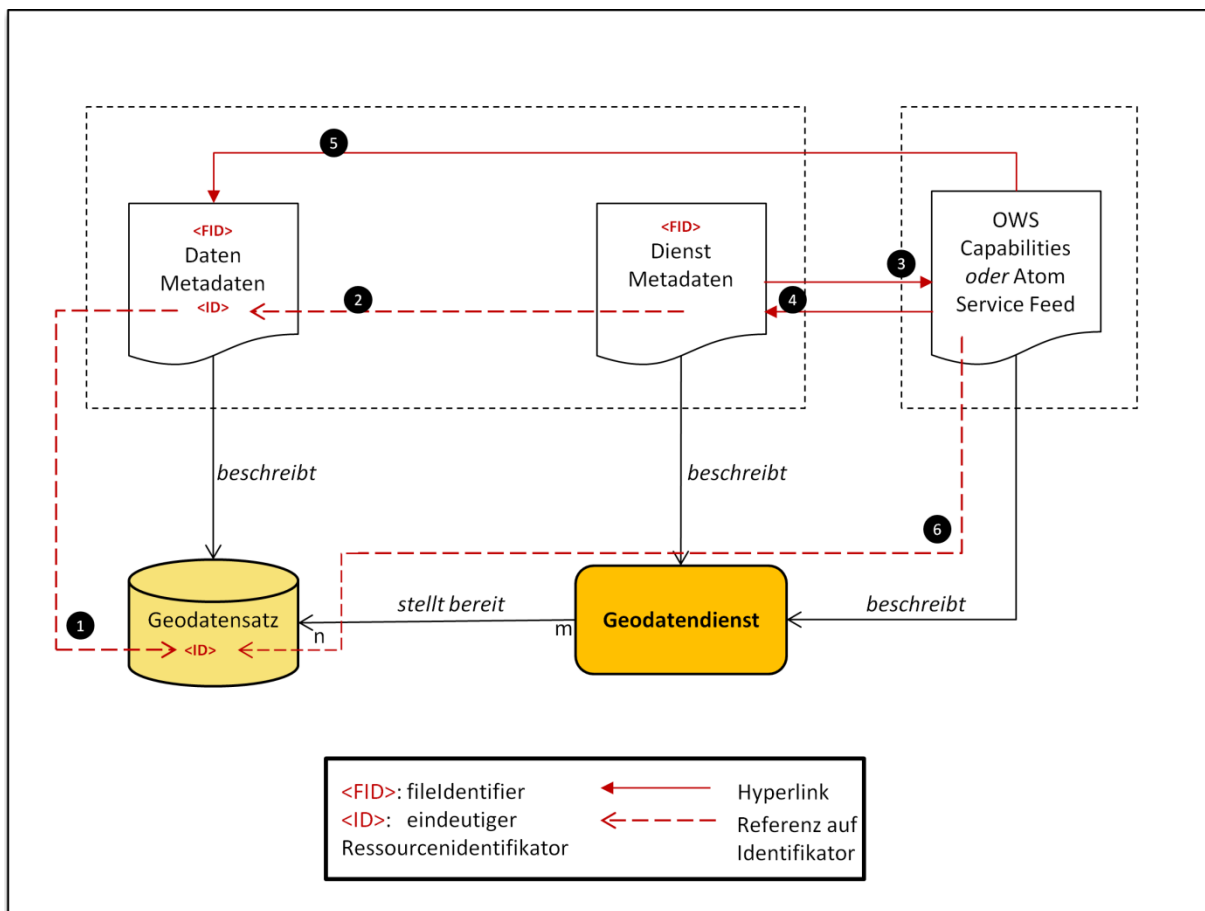 5
<FID>
Daten
Metadaten
<ID>
<FID>
Dienst
Metadaten
OWS
Capabilities
oder Atom
Service Feed
3
2
4
beschreibt
beschreibt
6
Geodatensatz
<ID>
1
n
stellt bereit
m
Geodatendienst
beschreibt
<FID>: fileIdentifier
<ID>: eindeutiger
Ressourcenidentifikator
Hyperlink
Referenz auf
Identifikator